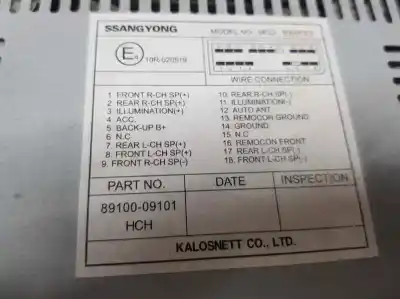 SSANGYONG
MODEL NO.
E4
10R-020519
WIRE CONNECTION
1 FRONT R-CH SP(+)
2 REAR R-CH SP(+)
3 ILLUMINATION(+)
4 ACC.
5 BACK-UP B+
6 N.C
7 REAR L-CH SP(+)
8 FRONT L-CH SP(+)
9. FRONT R-CH SP(-)
10. REAR R-CH SP(-)
11. ILLUMINATION(-)
12 AUTO ANT
13 REMOCON GROUND
14 GROUND
15 N.C
16 REMOCON FRONT
17 REAR L-CH SP(-)
18. FRONT L-CH SP(-)
PART NO.
DATE
INSPECTION
89100-09101
HCH
KALOSNETT CO., LTD.